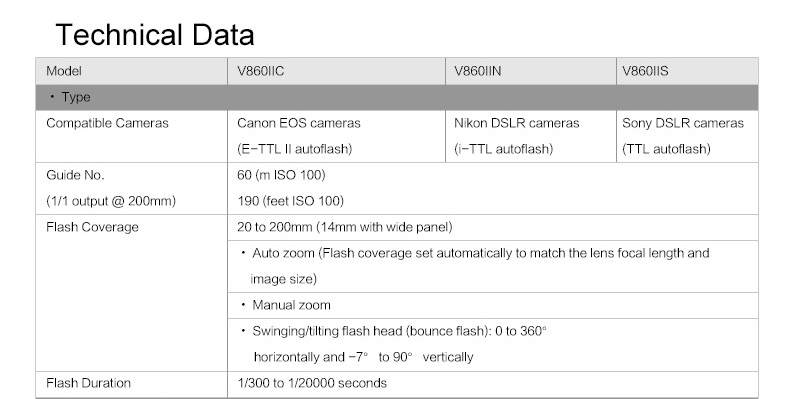 Technical Data
Model V860IIC V860IIN V860IIS
• Type
Compatible Cameras Canon EOS cameras Nikon DSLR cameras Sony DSLR cameras
(E-TTL II autoflash) (i-TTL autoflash) (TTL autoflash)
Guide No. 60 (m ISO 100)
(1/1 output @ 200mm) 190 (feet ISO 100)
Flash Coverage 20 to 200mm (14mm with wide panel)
• Auto zoom (Flash coverage set automatically to match the lens focal length and
image size)
• Manual zoom
• Swinging/tilting flash head (bounce flash): 0 to 360°
horizontally and -7° to 90° vertically
Flash Duration 1/300 to 1/20000 seconds